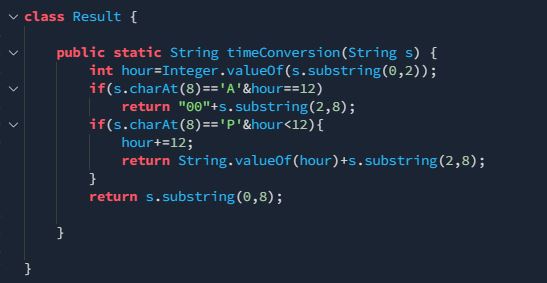 class Result {
public static String timeConversion(String s) {
int hour=Integer.valueOf(s.substring(0,2));
if(s.charAt(8)=='A'&hour==12)
return "00"+s.substring(2,8);
if(s.charAt(8)=='P'&hour<12){
hour+=12;
return String.valueOf(hour)+s.substring(2,8);
}
return s.substring(0,8);
}
}